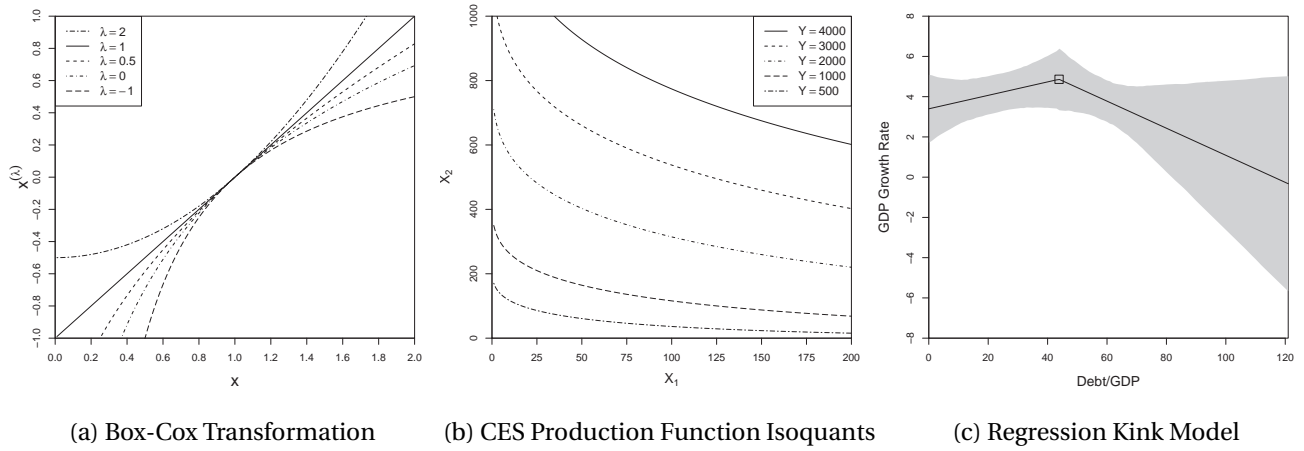 1.0
0.8
0.6
0.4
0.2
0.0
−0.2
−0.4
−0.6
−0.8
−1.0
x(λ)
λ = 2
λ = 1
λ = 0.5
λ = 0
λ = −1
0.0 0.2 0.4 0.6 0.8 1.0 1.2 1.4 1.6 1.8 2.0
x
(a) Box-Cox Transformation
1000
800
600
400
200
0
X2
Y = 4000
Y = 3000
Y = 2000
Y = 1000
Y = 500
0 25 50 75 100 125 150 175 200
X1
(b) CES Production Function Isoquants
8
6
4
2
0
−2
−4
−6
−8
GDP Growth Rate
0 20 40 60 80 100 120
Debt/GDP
(c) Regression Kink Model